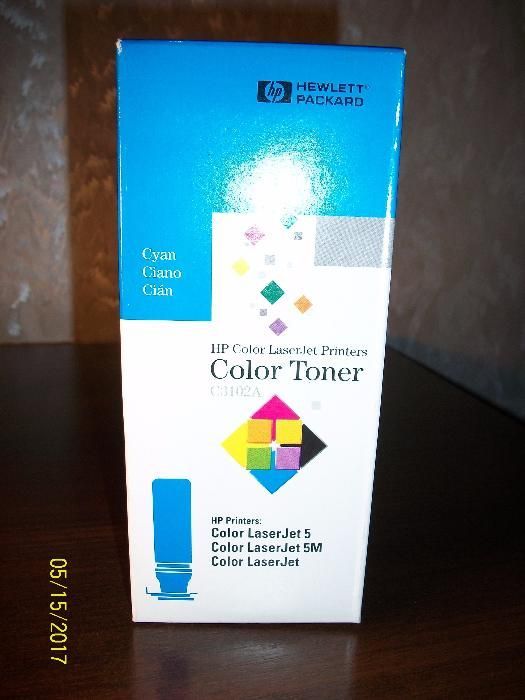 hp HEWLETT®
PACKARD
Cyan
Ciano
Cián
HP Color LaserJet Printers
Color Toner
C3102A
HP Printers:
Color LaserJet 5
Color LaserJet 5M
Color LaserJet
05/15/2017